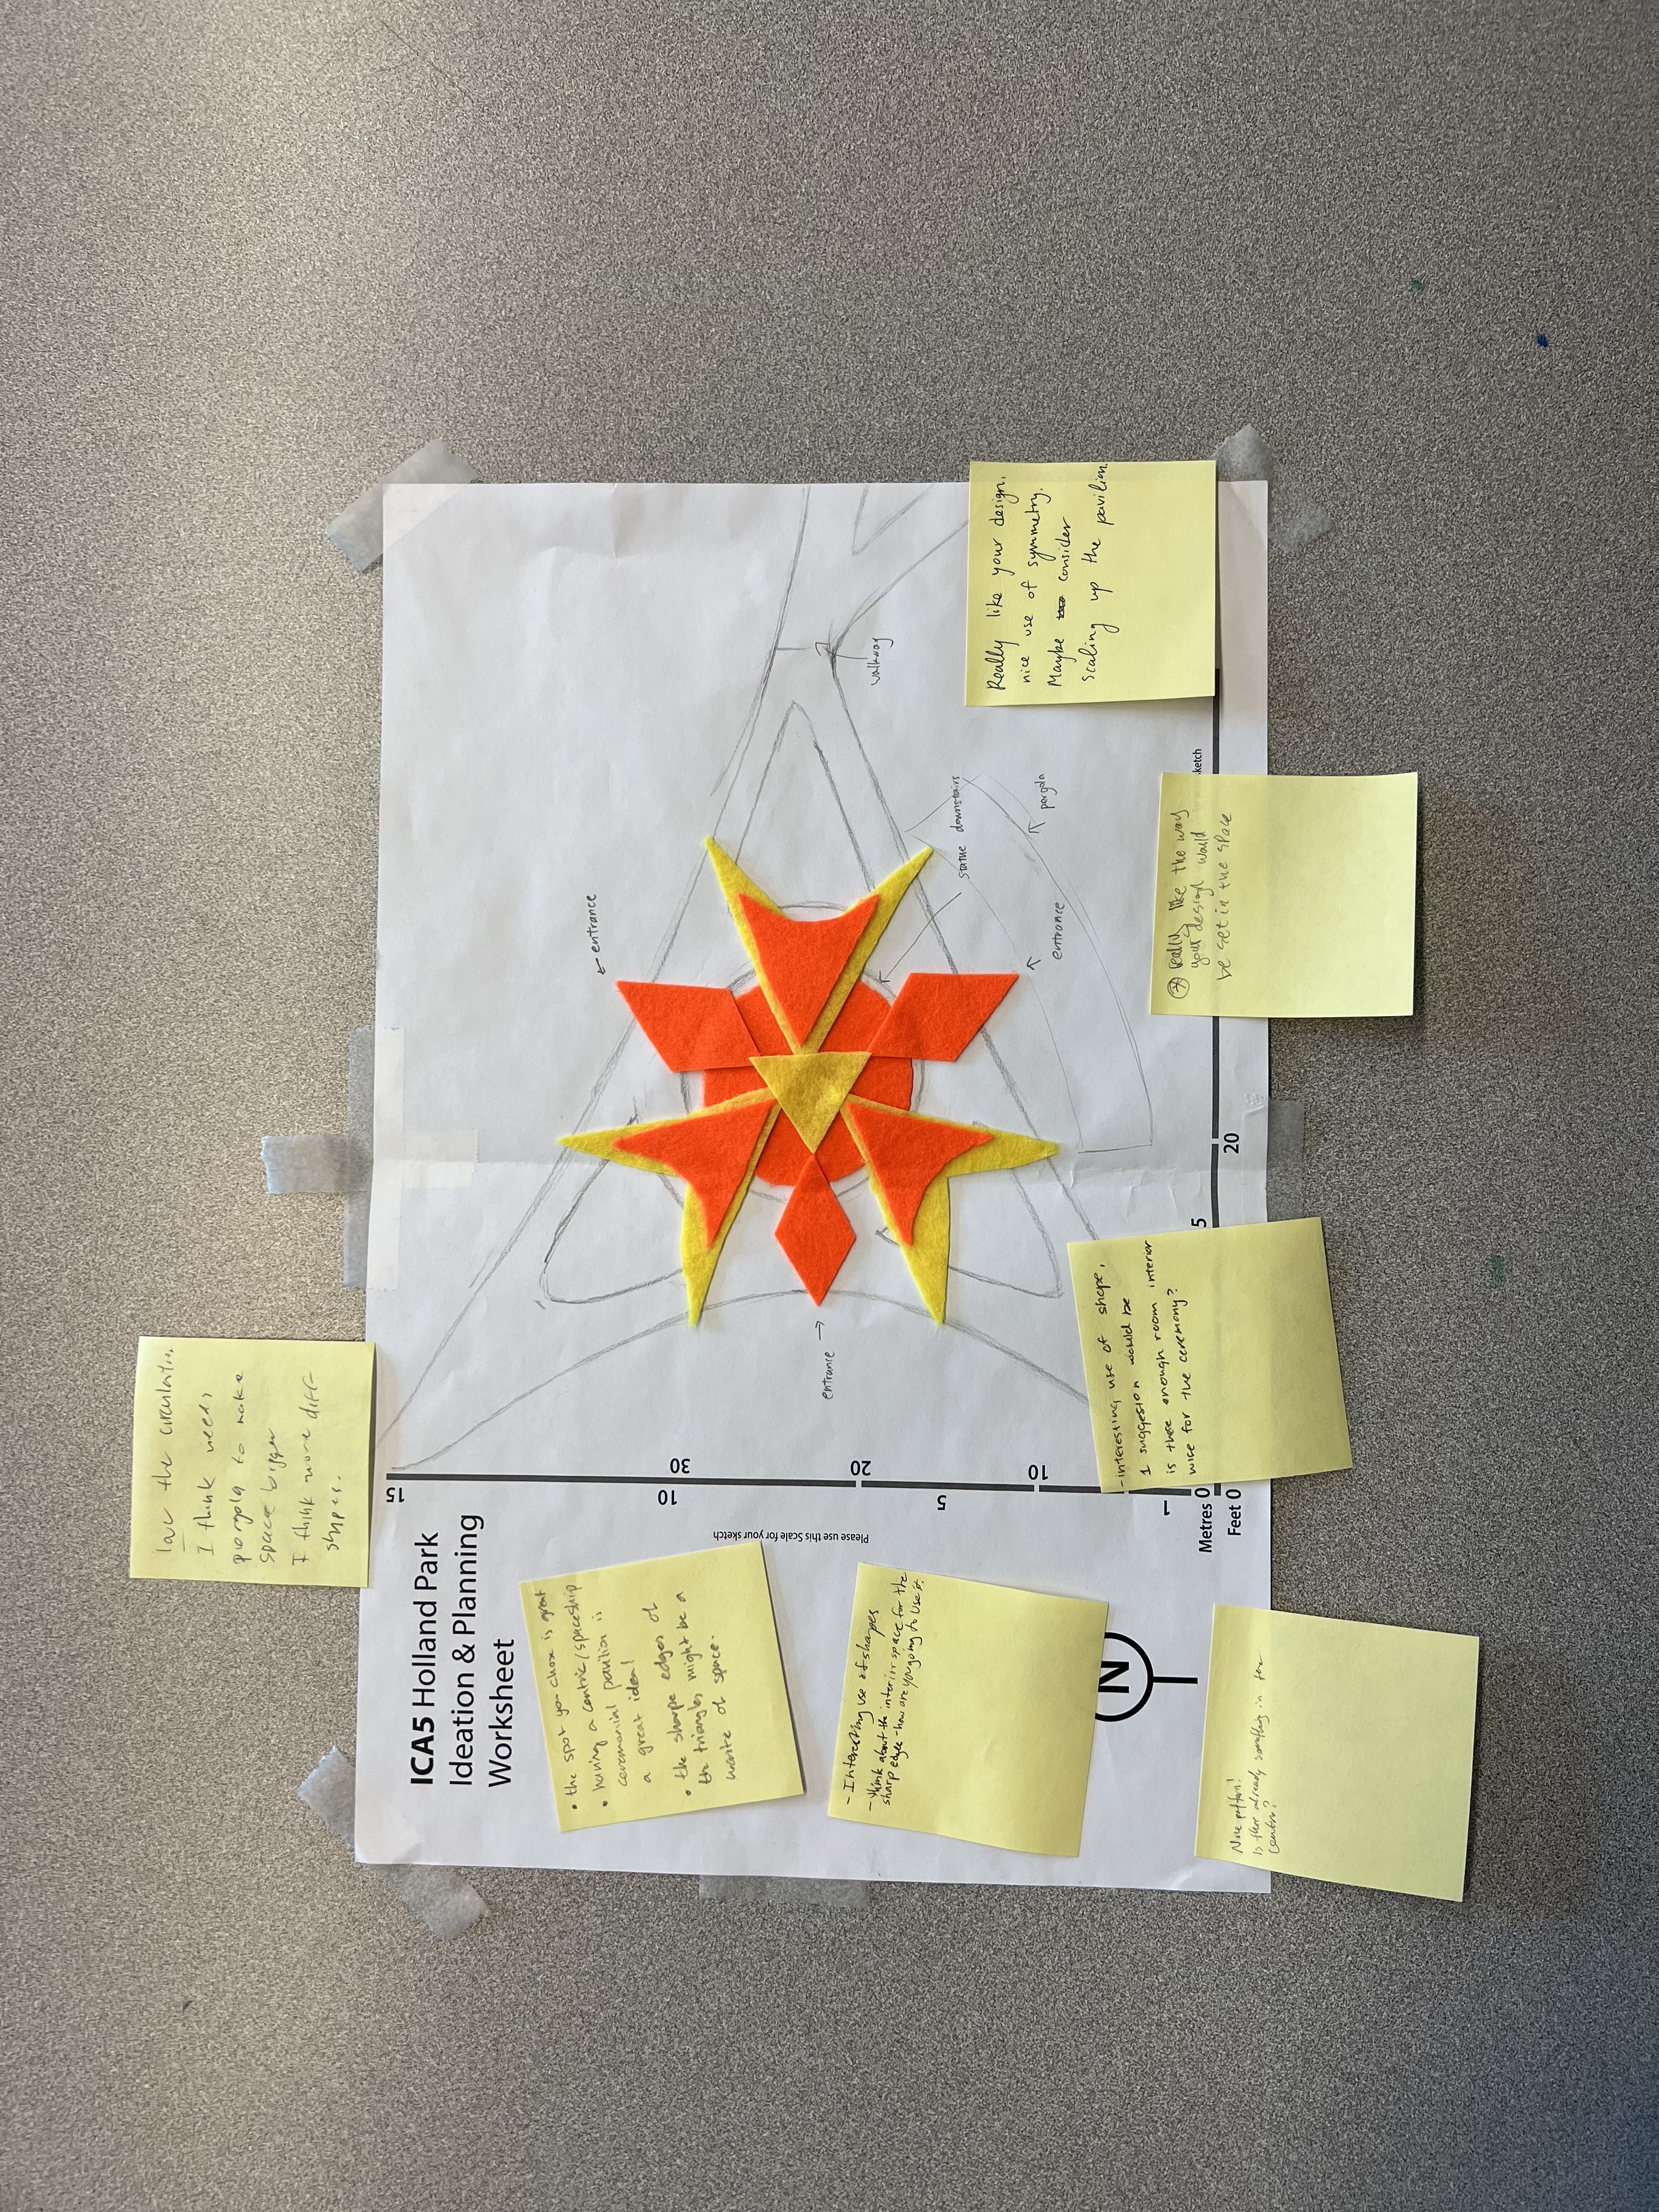 love the circulation
I think needs
porgola to make
space bigger
I think more diff
shapes.
ICA5 Holland Park
Ideation & Planning
Worksheet
• the spot you chose is great
• having a centric/spaceship
ceremonial pavilion is
a great idea!
• the sharpe edges of
the triangles might be a
waste of space.
- Interesting use of shapes
- think about the interior space for the
sharp edges - how are you going to use it.
N
Nice pattern!
Is there already something in the
centre?
15
10
30
Please use this Scale for your sketch
20
5
10
1
Metres 0
Feet 0
5
20
sketch
← entrance
entrance →
walkway
statue downstairs
entrance
pergola
- interesting use of shape,
1 suggestion would be
is there enough room interior
wise for the ceremony?
really like the way
your design would
be set in the space
Really like your design.
nice use of symmetry.
Maybe consider
scaling up the pavilion.